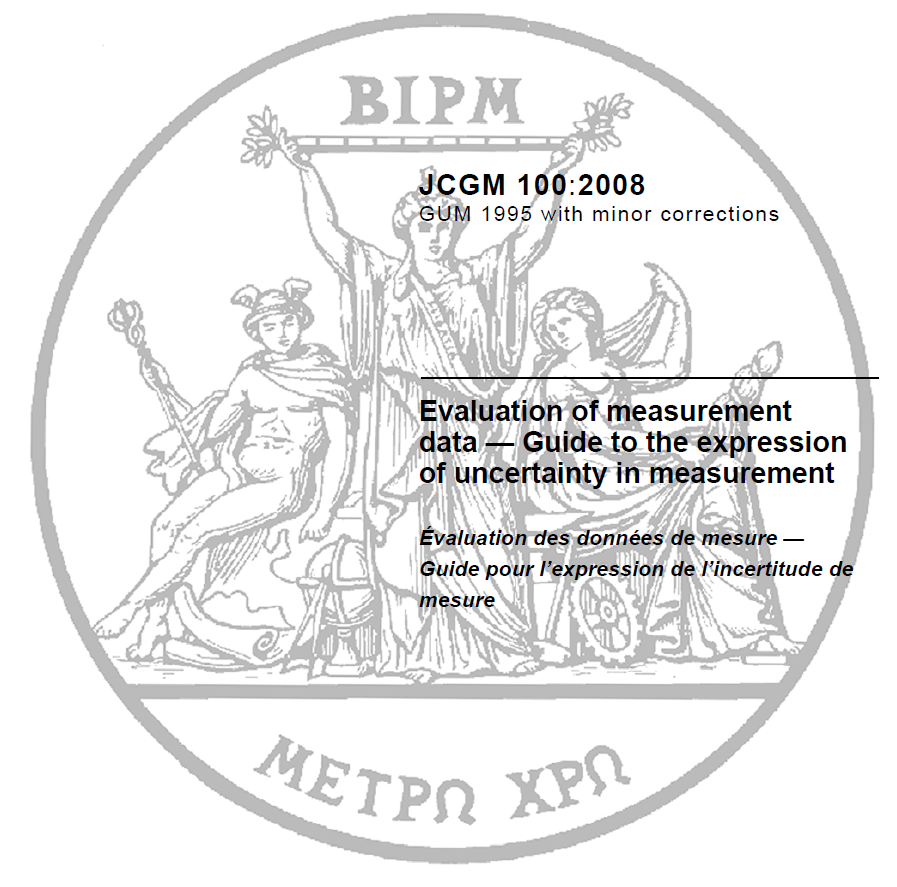 BIPM
JCGM 100:2008
GUM 1995 with minor corrections
Evaluation of measurement
data — Guide to the expression
of uncertainty in measurement
Évaluation des données de mesure —
Guide pour l’expression de l’incertitude de
mesure
ΜΕΤΡΩ ΧΡΩ